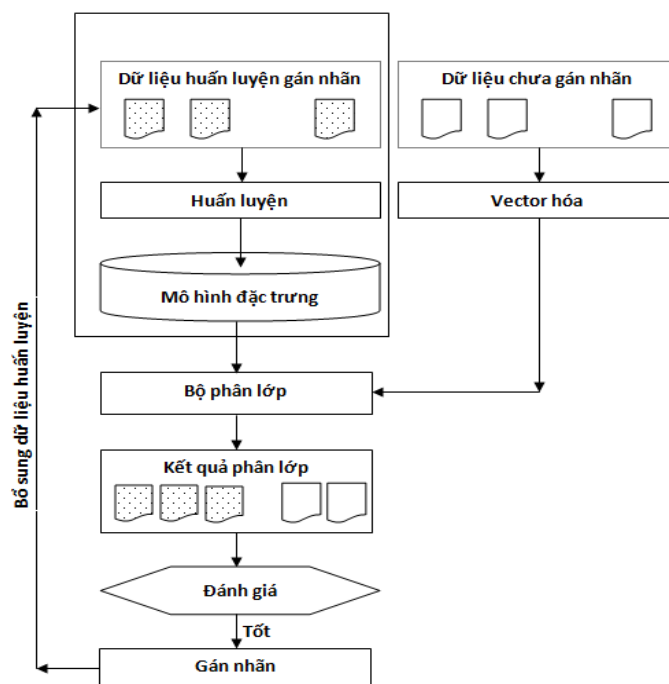 Dữ liệu huấn luyện gán nhãn
Dữ liệu chưa gán nhãn
Huấn luyện
Vector hóa
Mô hình đặc trưng
Bộ phân lớp
Kết quả phân lớp
Đánh giá
Tốt
Gán nhãn
Bổ sung dữ liệu huấn luyện